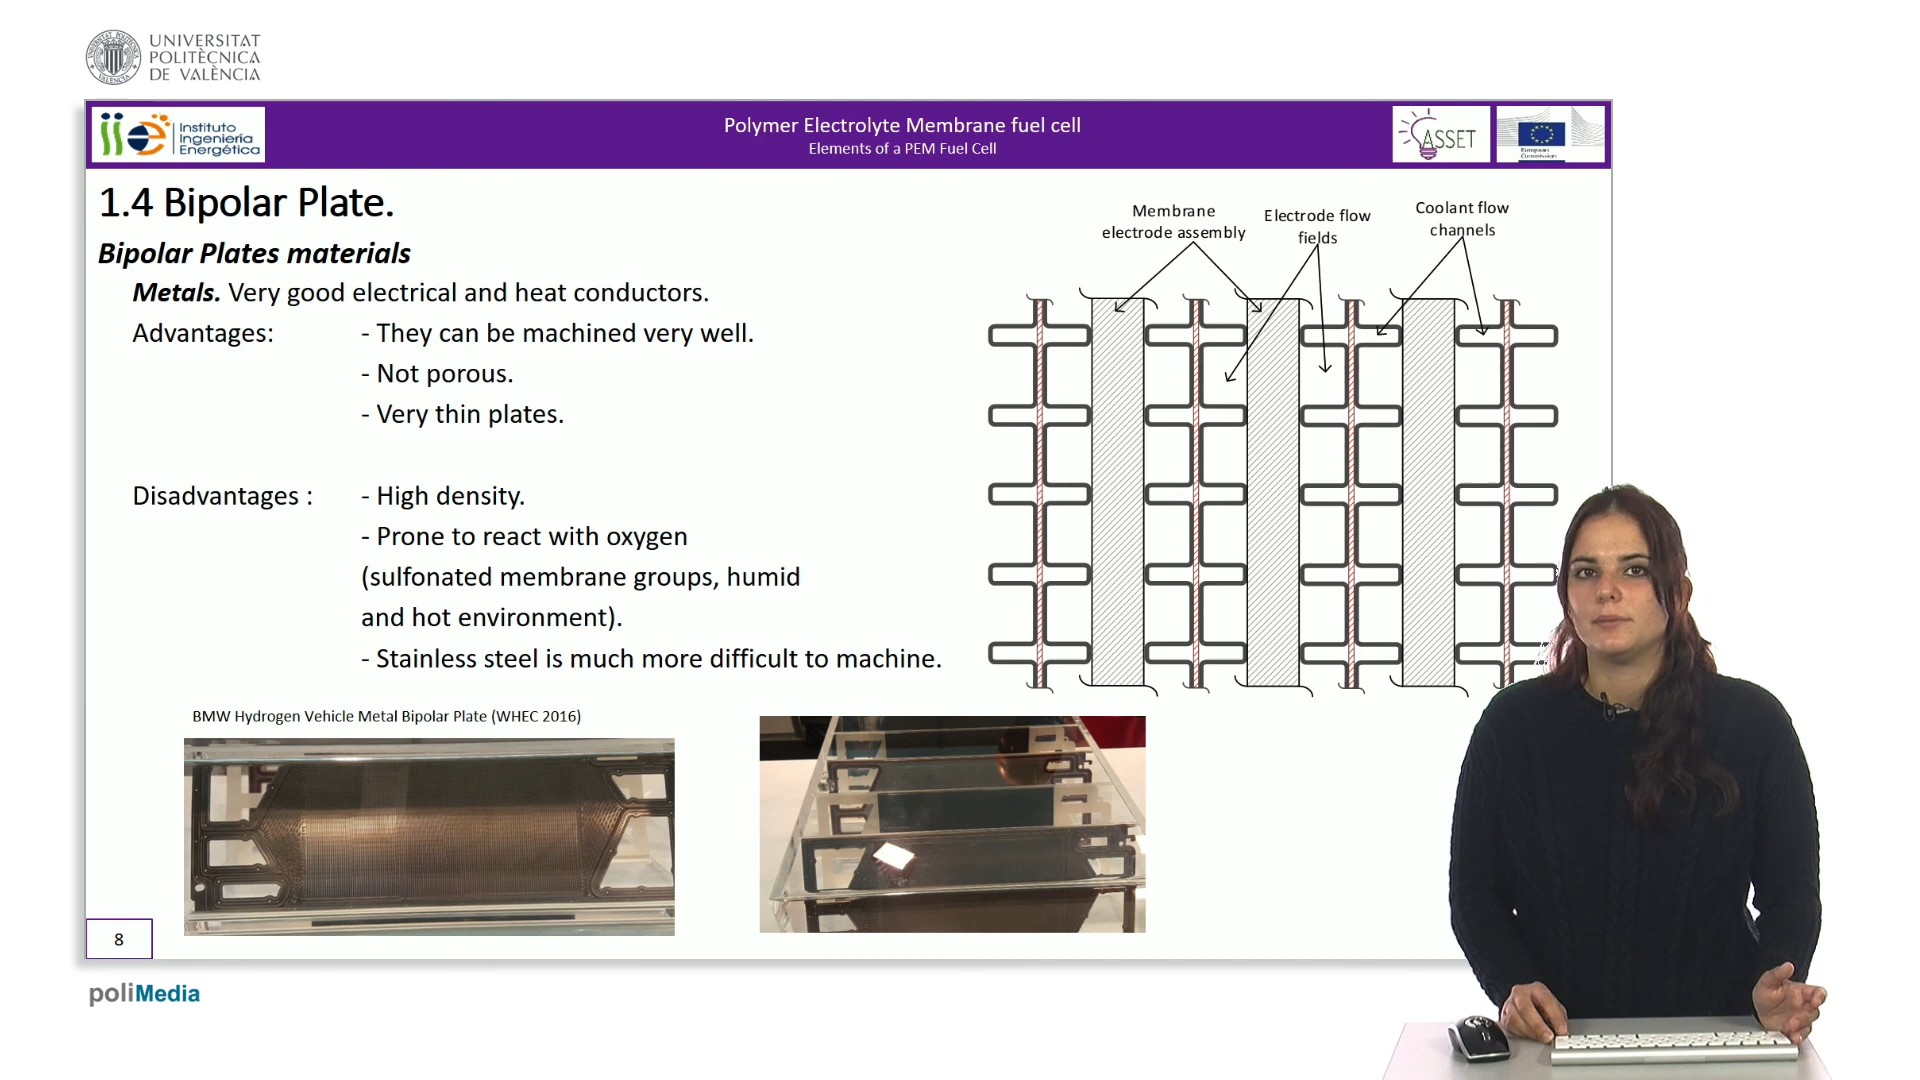 UNIVERSITAT
POLITÈCNICA
DE VALÈNCIA
Instituto
Ingeniería
Energética
Polymer Electrolyte Membrane fuel cell
Elements of a PEM Fuel Cell
ASSET
European
Commission
1.4 Bipolar Plate.
Bipolar Plates materials
Metals. Very good electrical and heat conductors.
Advantages: - They can be machined very well.
- Not porous.
- Very thin plates.
Disadvantages : - High density.
- Prone to react with oxygen
(sulfonated membrane groups, humid
and hot environment).
- Stainless steel is much more difficult to machine.
Membrane
electrode assembly
Electrode flow
fields
Coolant flow
channels
BMW Hydrogen Vehicle Metal Bipolar Plate (WHEC 2016)
8
poliMedia